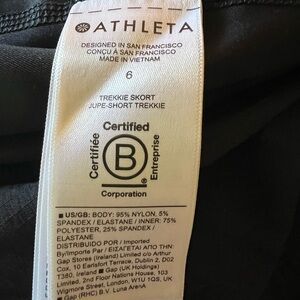 ATHLETA
DESIGNED IN SAN FRANCISCO
CONÇU À SAN FRANCISCO
MADE IN VIETNAM
6
TREKKIE SKORT
JUPE-SHORT TREKKIE
Certified
Certifiée
B
Entreprise
Corporation
■ US/GB: BODY: 95% NYLON, 5%
SPANDEX / ELASTANE / INNER: 75%
POLYESTER, 25% SPANDEX /
ELASTANE
DISTRIBUIDO POR / Imported
By/Importé Par / ΕΙΣΑΓΕΤΑΙ ΑΠΟ ΤΗΝ:
Gap Stores (Ireland) Limited c/o Arthur
Cox, 10 Earlsfort Terrace, Dublin 2, D02
T380, Ireland ■ Gap (UK Holdings)
Limited, 2nd Floor Nations House, 103
Wigmore Street, London, W1U 1QS, UK
■ Gap (RHC) B.V. Luna ArenA